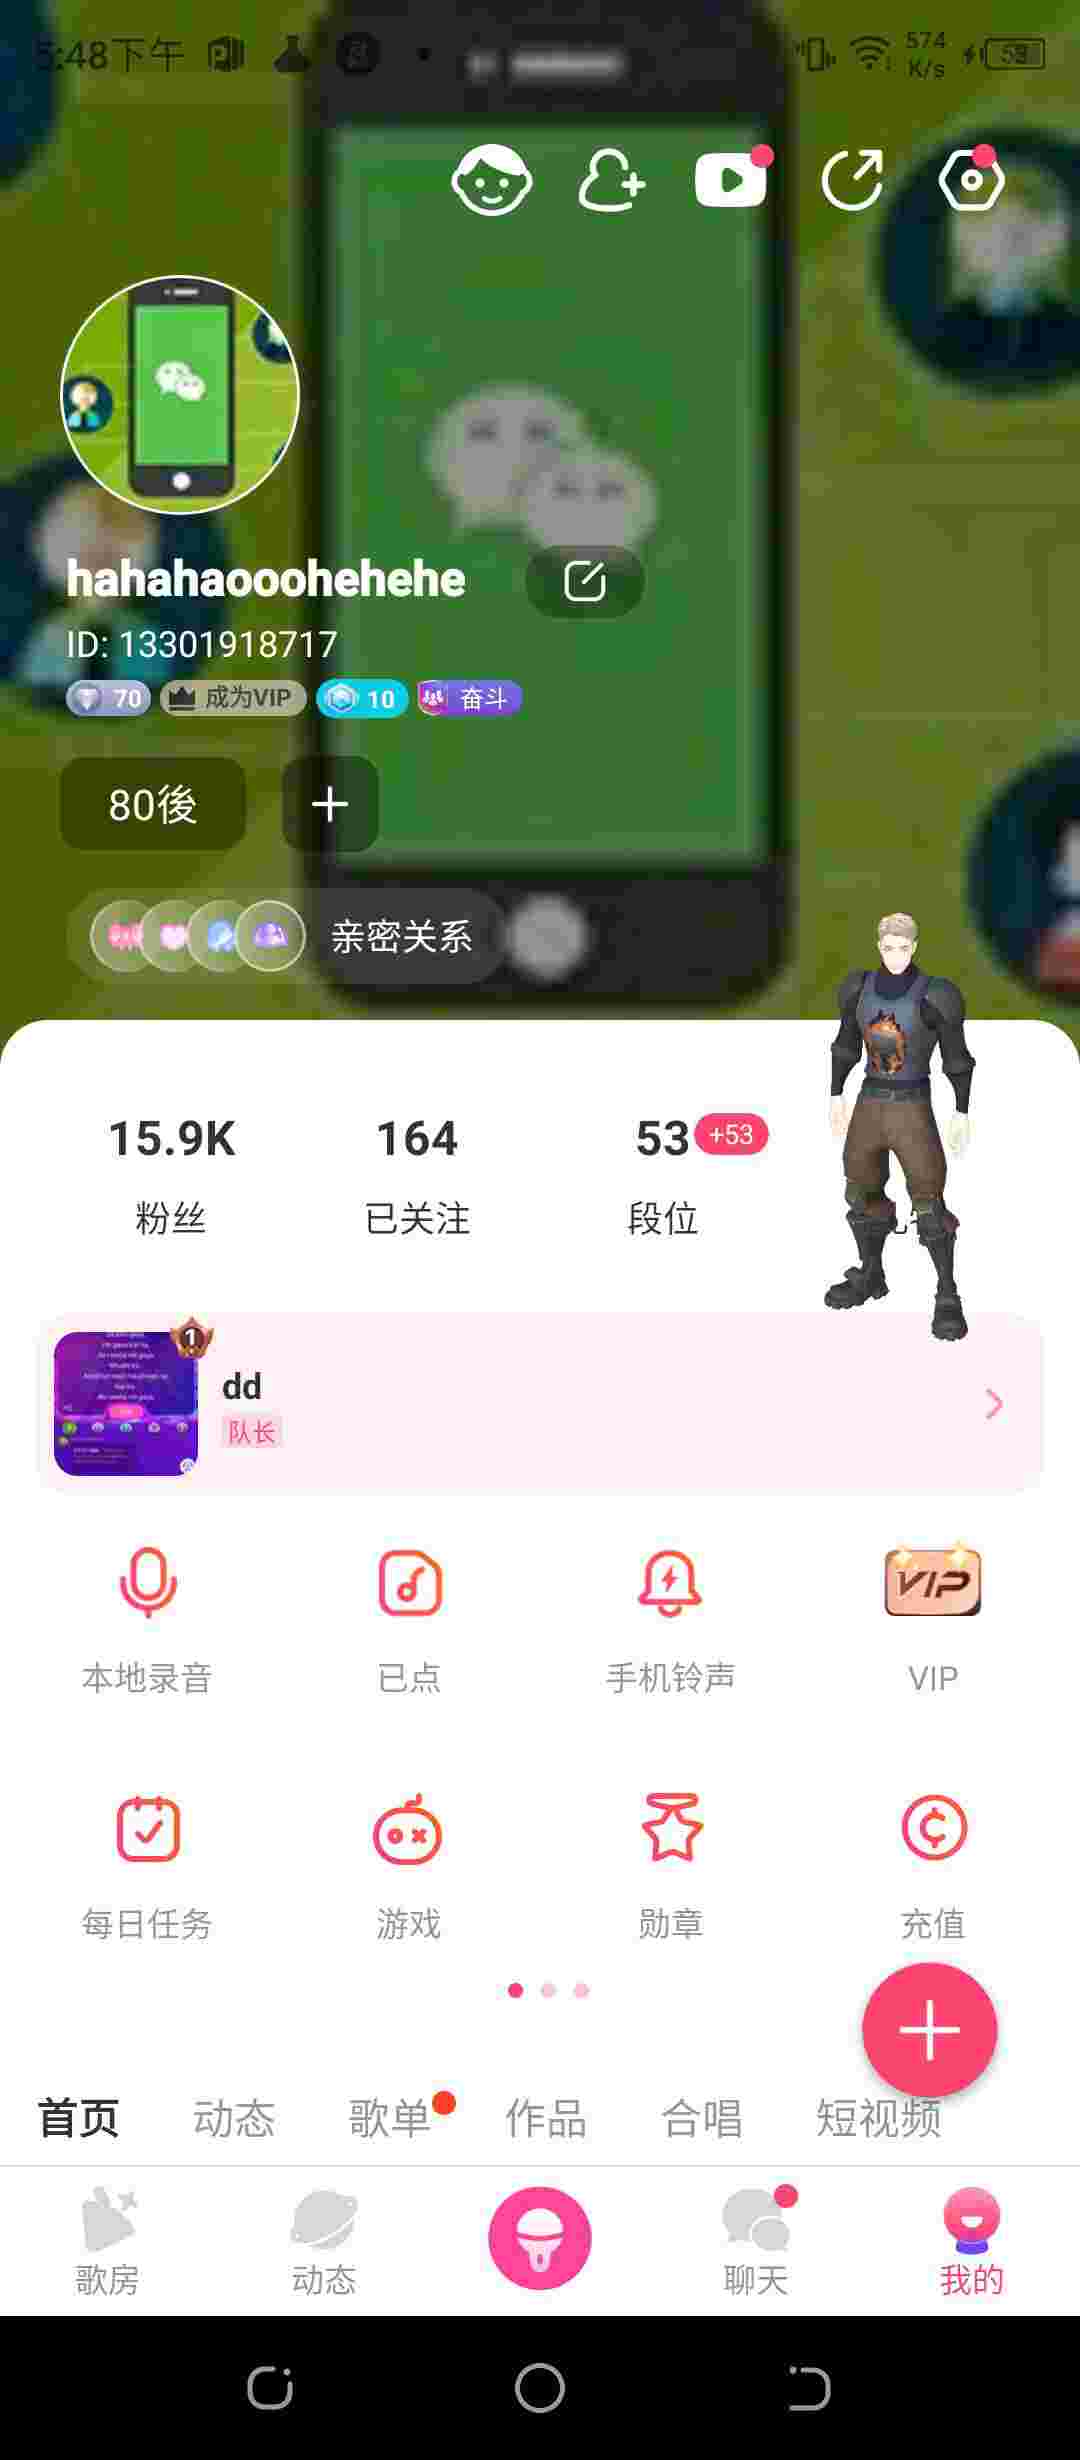 5:48下午
574
K/s
58
hahahaooohehehe
ID: 13301918717
70
成为VIP
10
奋斗
80後
亲密关系
15.9K
164
53
+53
粉丝
已关注
段位
1
dd
队长
本地录音
已点
手机铃声
VIP
VIP
每日任务
游戏
勋章
充值
首页
动态
歌单
作品
合唱
短视频
歌房
动态
聊天
我的